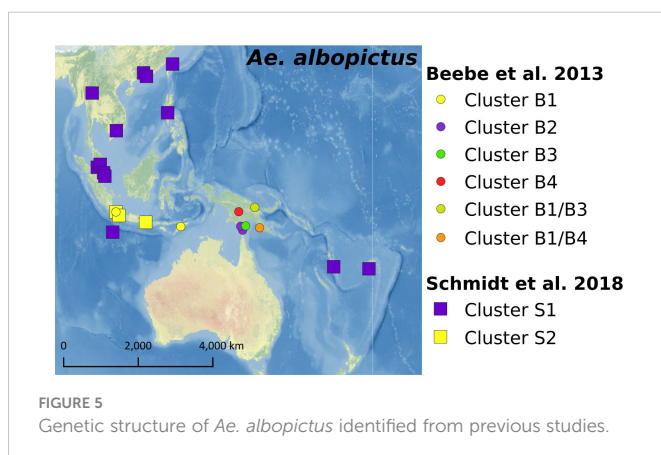 Ae. albopictus
Beebe et al. 2013
Cluster B1
Cluster B2
Cluster B3
Cluster B4
Cluster B1/B3
Cluster B1/B4
Schmidt et al. 2018
Cluster S1
Cluster S2
0 2,000 4,000 km
FIGURE 5
Genetic structure of Ae. albopictus identified from previous studies.